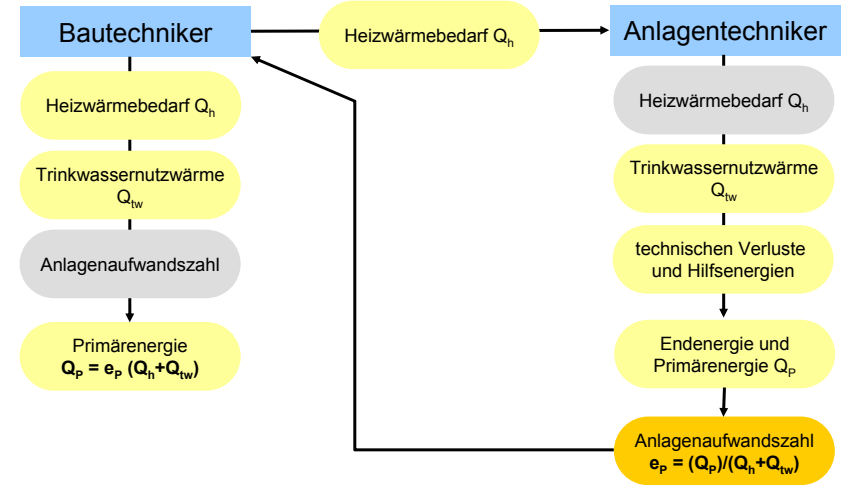 Bautechniker
Heizwärmebedarf Qh
Anlagentechniker
Heizwärmebedarf Qh
Trinkwassernutzwärme
Qtw
Anlagenaufwandszahl
Primärenergie
QP = eP (Qh+Qtw)
Heizwärmebedarf Qh
Trinkwassernutzwärme
Qtw
technischen Verluste
und Hilfsenergien
Endenergie und
Primärenergie QP
Anlagenaufwandszahl
eP = (QP)/(Qh+Qtw)